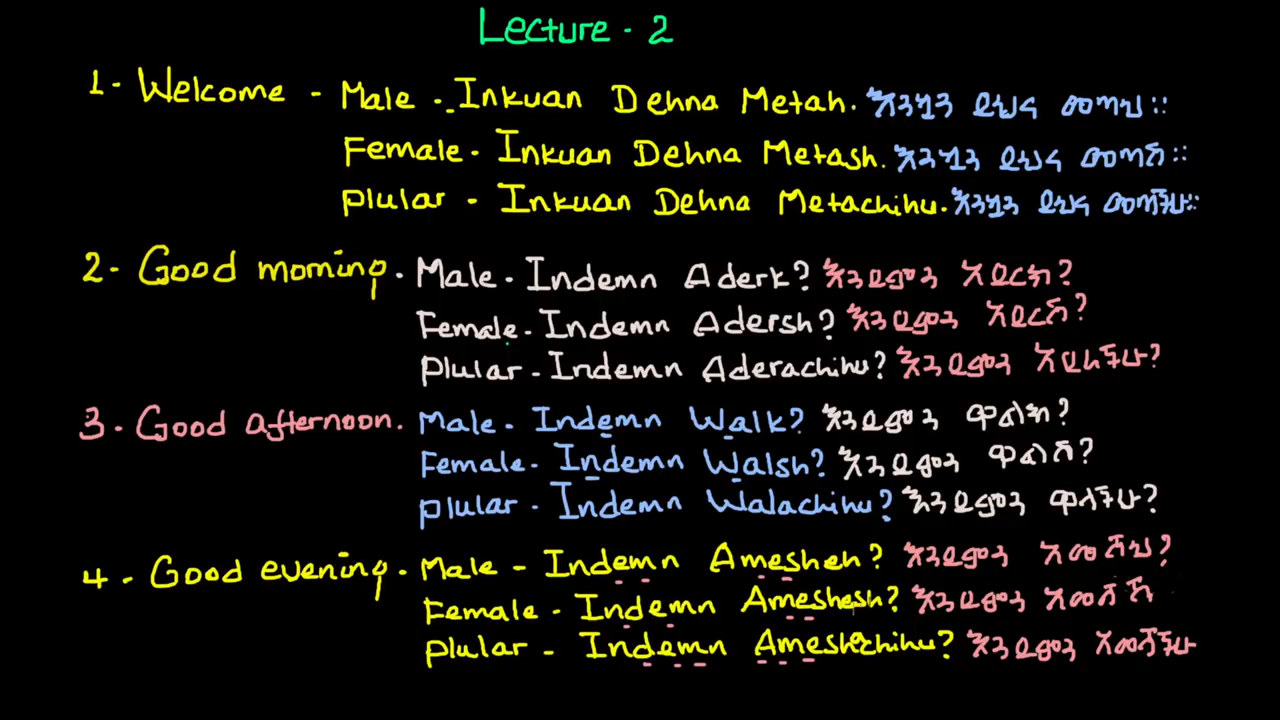 Lecture - 2
1- Welcome - Male - Inkuan Dehna Metah. እንኳን ደህና መጣህ።
Female - Inkuan Dehna Metash. እንኳን ደህና መጣሽ።
Plular - Inkuan Dehna Metachihu. እንኳን ደህና መጣችሁ።
2- Good morning. Male - Indemn Aderk? እንደምን አደርክ?
Female - Indemn Adersh? እንደምን አደርሽ?
Plular - Indemn Aderachihu? እንደምን አደራችሁ?
3- Good afternoon. Male - Indemn Walk? እንደምን ዋልክ?
Female - Indemn Walsh? እንደምን ዋልሽ?
Plular - Indemn Walachihu? እንደምን ዋላችሁ?
4 - Good evening - Male - Indemn Amesheh? እንደምን አመሸህ?
Female - Indemn Ameshesh? እንደምን አመሸሽ
Plular - Indemn Ameshechihu? እንደምን አመሻችሁ